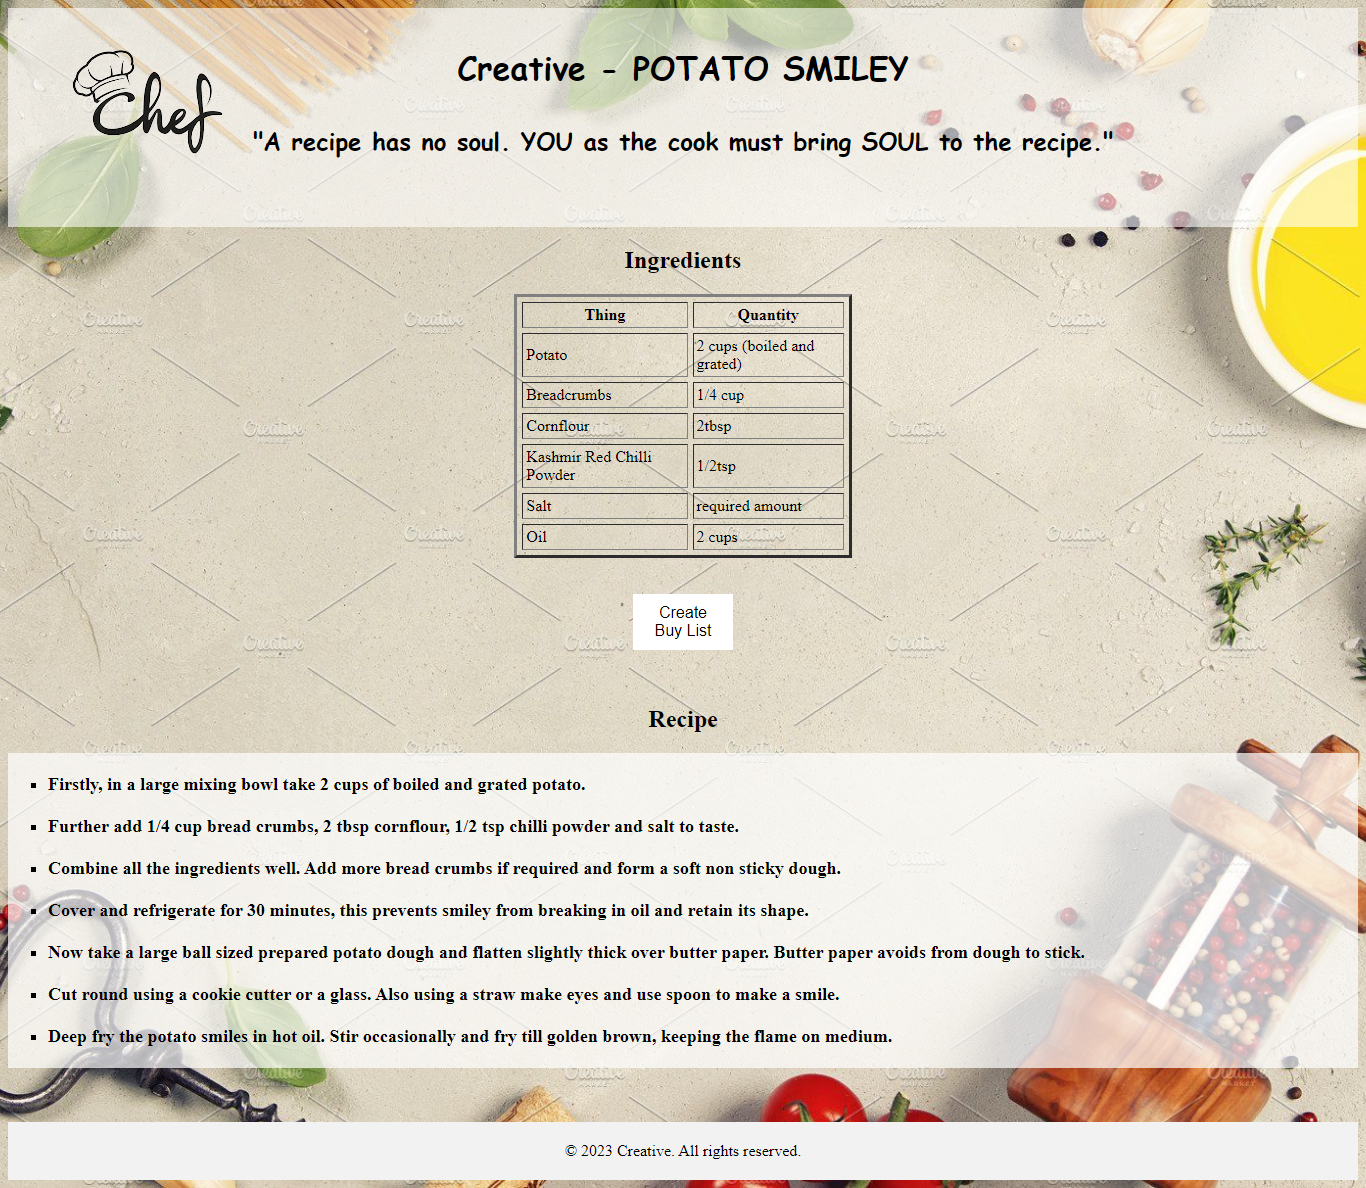 Chef
Creative - POTATO SMILEY
"A recipe has no soul. YOU as the cook must bring SOUL to the recipe."
Ingredients
Thing Quantity
Potato 2 cups (boiled and
grated)
Breadcrumbs 1/4 cup
Cornflour 2tbsp
Kashmir Red Chilli
Powder 1/2tsp
Salt required amount
Oil 2 cups
Create
Buy List
Recipe
Firstly, in a large mixing bowl take 2 cups of boiled and grated potato.
Further add 1/4 cup bread crumbs, 2 tbsp cornflour, 1/2 tsp chilli powder and salt to taste.
Combine all the ingredients well. Add more bread crumbs if required and form a soft non sticky dough.
Cover and refrigerate for 30 minutes, this prevents smiley from breaking in oil and retain its shape.
Now take a large ball sized prepared potato dough and flatten slightly thick over butter paper. Butter paper avoids from dough to stick.
Cut round using a cookie cutter or a glass. Also using a straw make eyes and use spoon to make a smile.
Deep fry the potato smiles in hot oil. Stir occasionally and fry till golden brown, keeping the flame on medium.
© 2023 Creative. All rights reserved.
Creative
MARKET